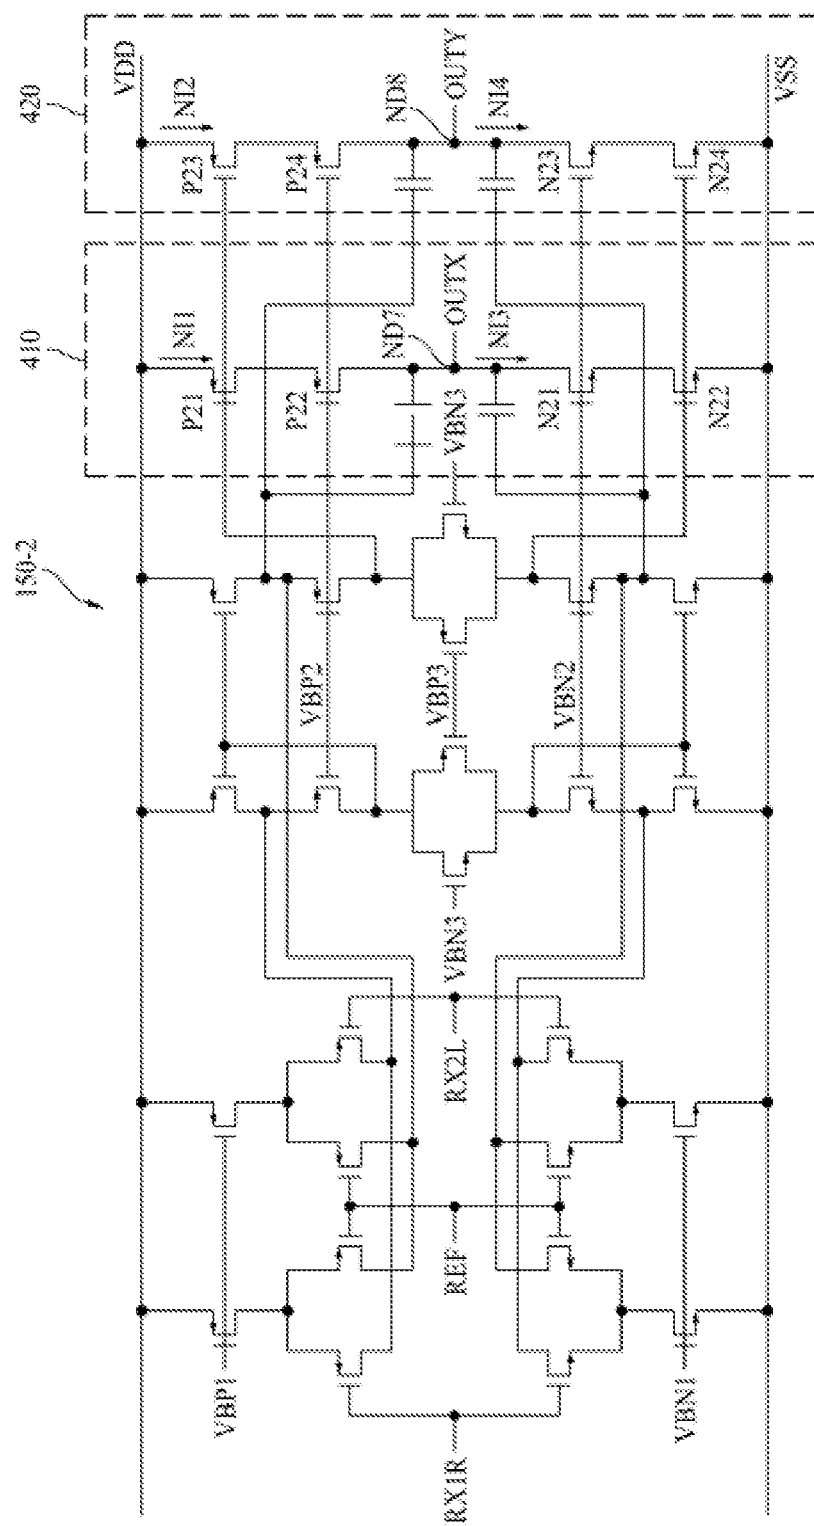 420
410
150-2
VDD
VSS
NI2
P23
P24
ND8
OUTY
NI4
N23
N24
NI1
P21
P22
ND7
OUTX
NI3
VBN3
N21
N22
VBP2
VBP3
VBN2
VBN3
RX2L
REF
RX1R
VBP1
VBN1